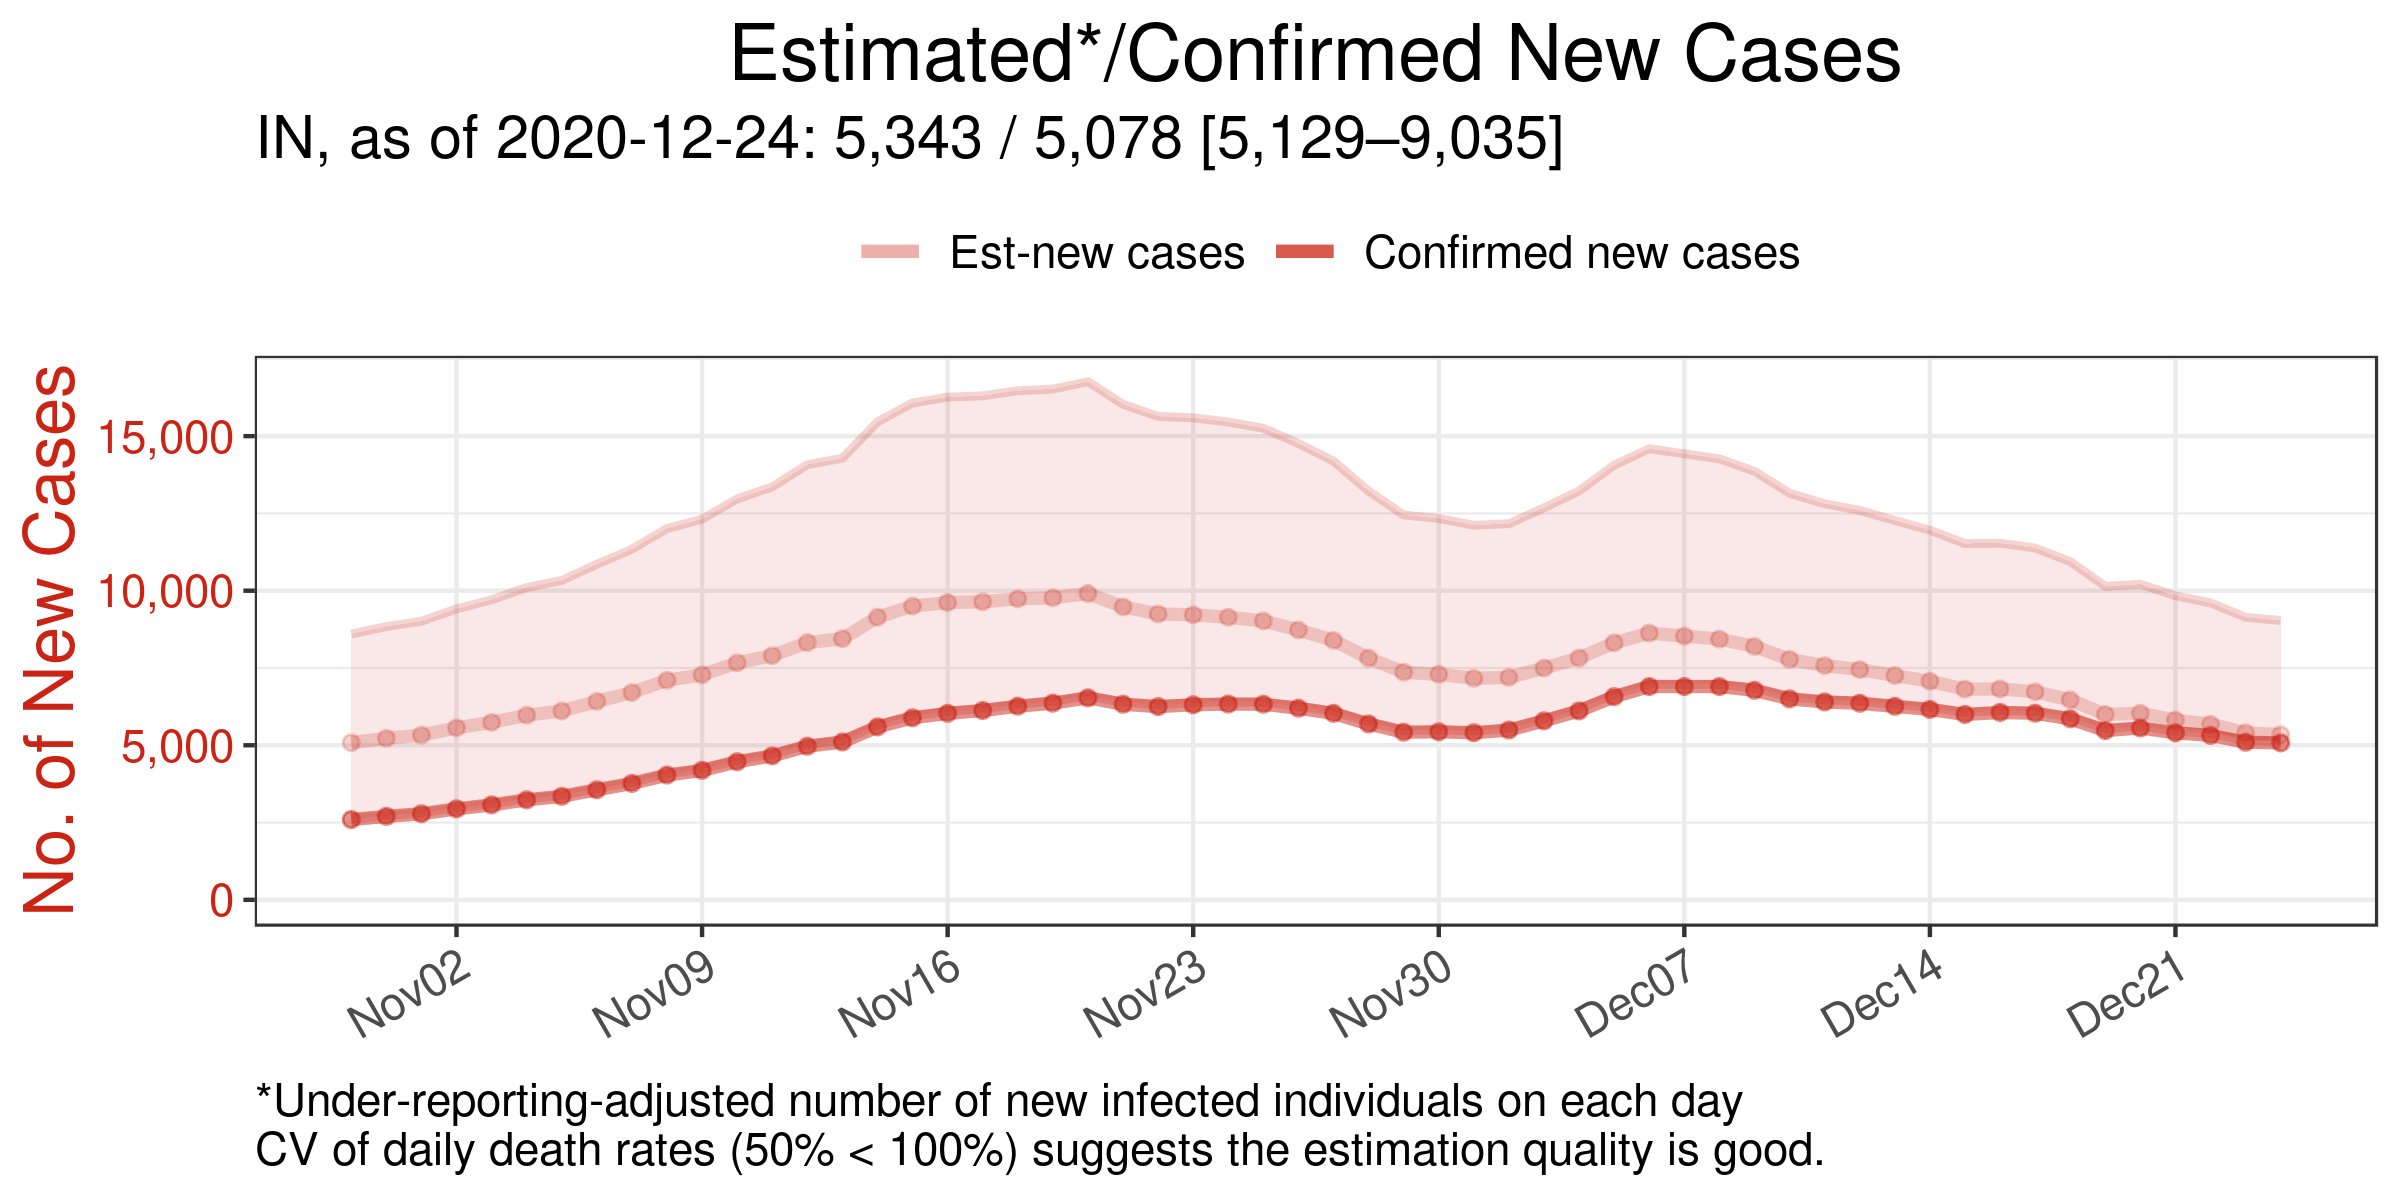 Estimated*/Confirmed New Cases
IN, as of 2020-12-24: 5,343 / 5,078 [5,129–9,035]
Est-new cases
Confirmed new cases
No. of New Cases
15,000
10,000
5,000
0
Nov02
Nov09
Nov16
Nov23
Nov30
Dec07
Dec14
Dec21
*Under-reporting-adjusted number of new infected individuals on each day
CV of daily death rates (50% < 100%) suggests the estimation quality is good.